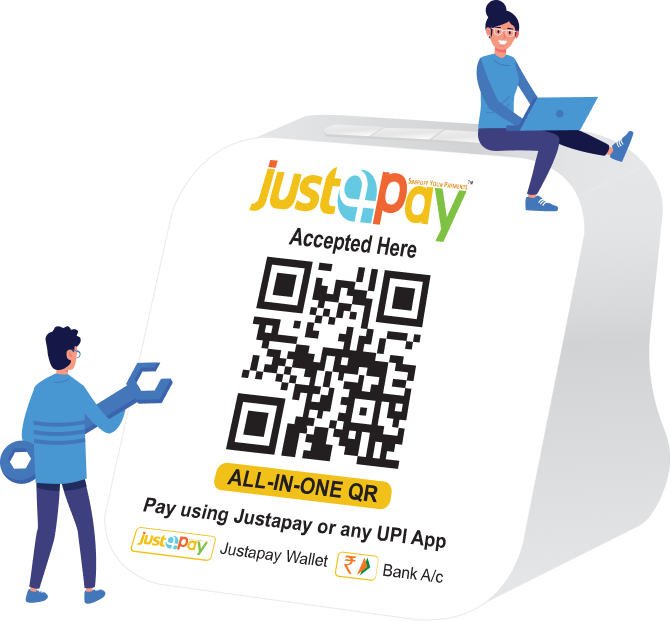 justapay
Simplify Your Payments ™
Accepted Here
ALL-IN-ONE QR
Pay using Justapay or any UPI App
justapay Justapay Wallet ₹ Bank A/c